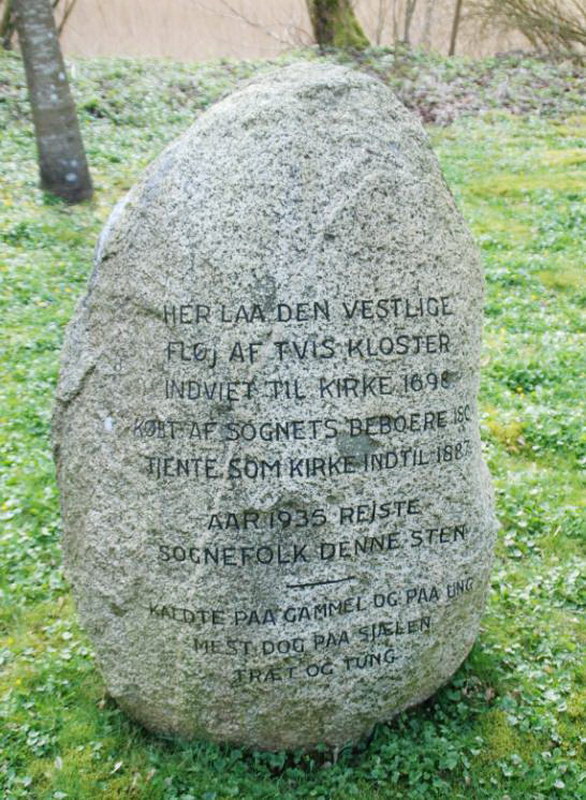 HER LAA DEN VESTLIGE
FLØJ AF TVIS KLOSTER
INDVIET TIL KIRKE
KØBT AF SOGNETS BEBOERE
TJENTE SOM KIRKE INDTIL 1887
AAR 1935 REJSTE
SOGNEFOLK DENNE STEN
KALDTE PAA GAMMEL OG PAA UNG
MEST DOG PAA SJÆLEN
TRÆT OG TUNG